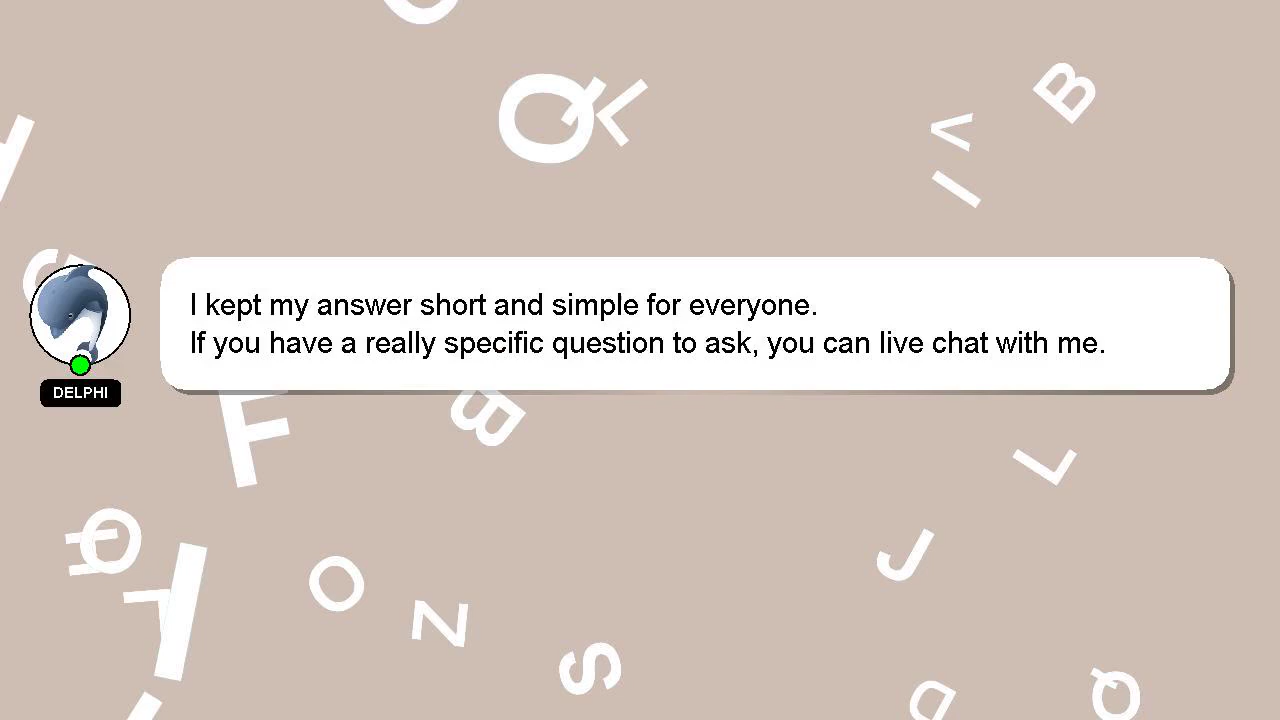 I kept my answer short and simple for everyone.
If you have a really specific question to ask, you can live chat with me.
DELPHI